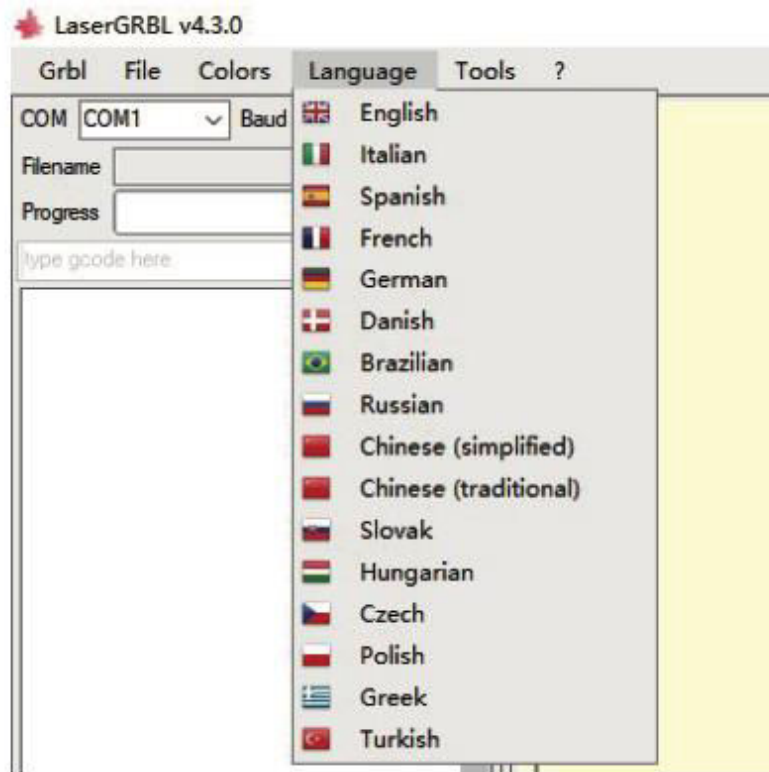 LaserGRBL v4.3.0
Grbl File Colors Language Tools ?
COM COM1 Baud
Filename
Progress
type gcode here
English
Italian
Spanish
French
German
Danish
Brazilian
Russian
Chinese (simplified)
Chinese (traditional)
Slovak
Hungarian
Czech
Polish
Greek
Turkish